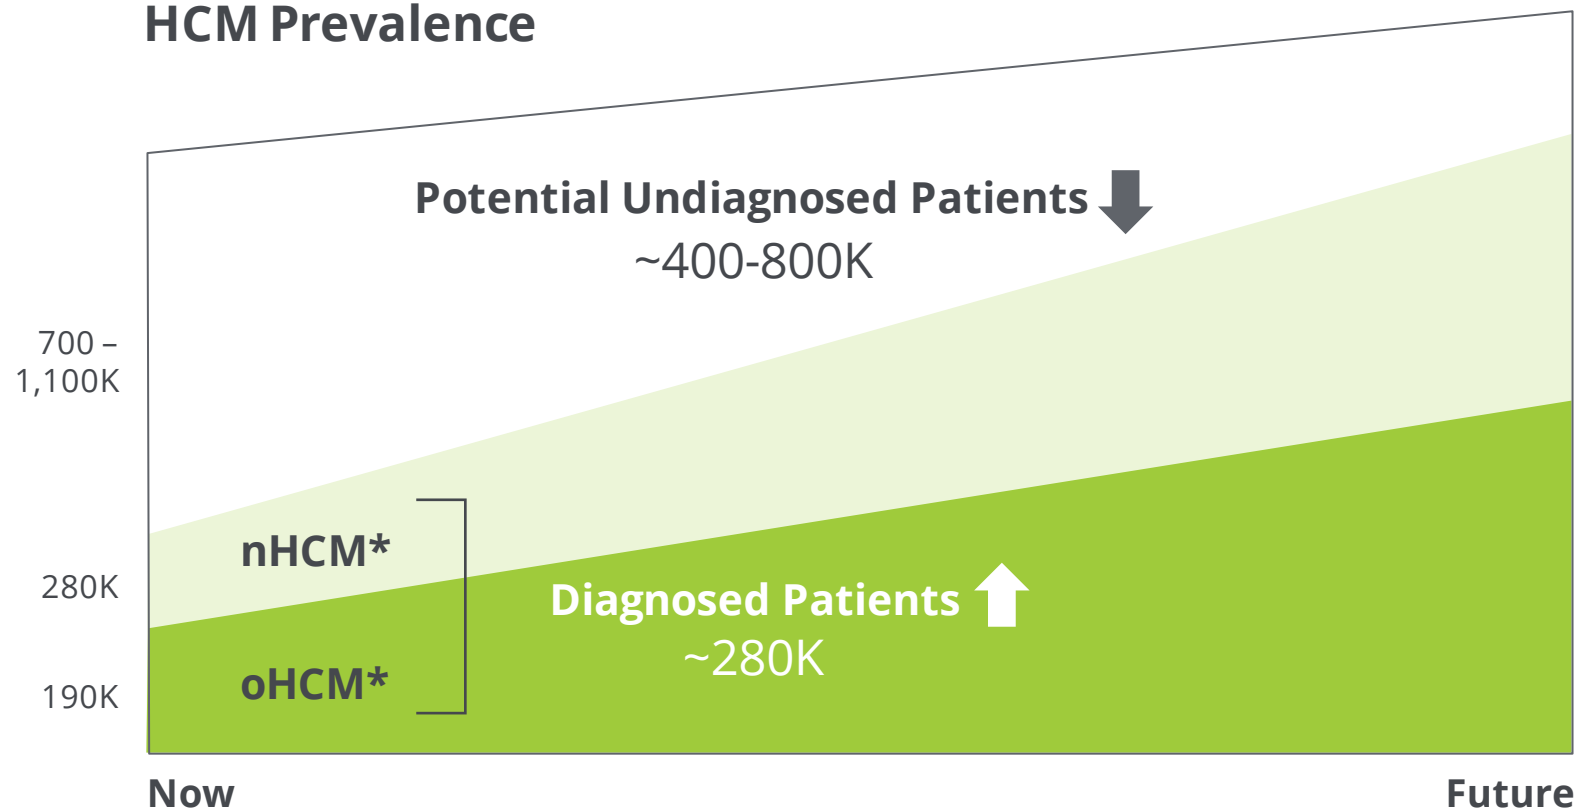 HCM Prevalence
Potential Undiagnosed Patients
~400-800K
700 –
1,100K
nHCM*
280K
Diagnosed Patients
~280K
oHCM*
190K
Now
Future